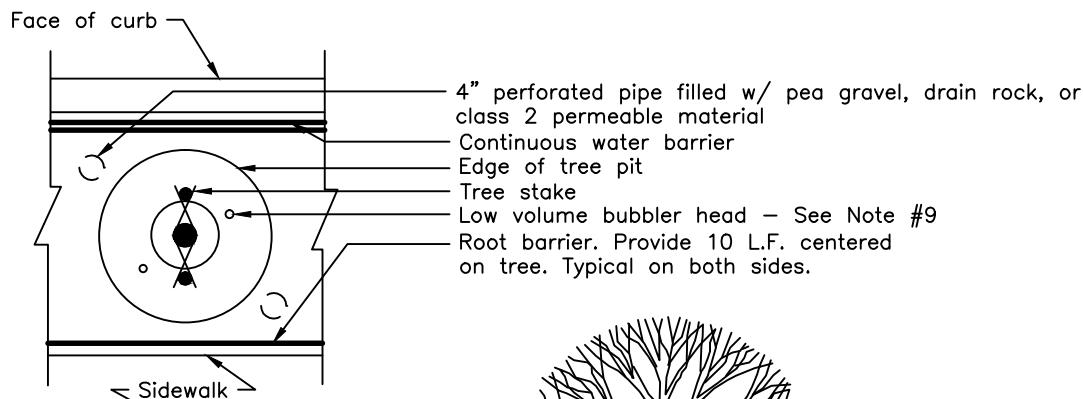 Face of curb
4” perforated pipe filled w/ pea gravel, drain rock, or
class 2 permeable material
Continuous water barrier
Edge of tree pit
Tree stake
Low volume bubbler head – See Note #9
Root barrier. Provide 10 L.F. centered
on tree. Typical on both sides.
Sidewalk